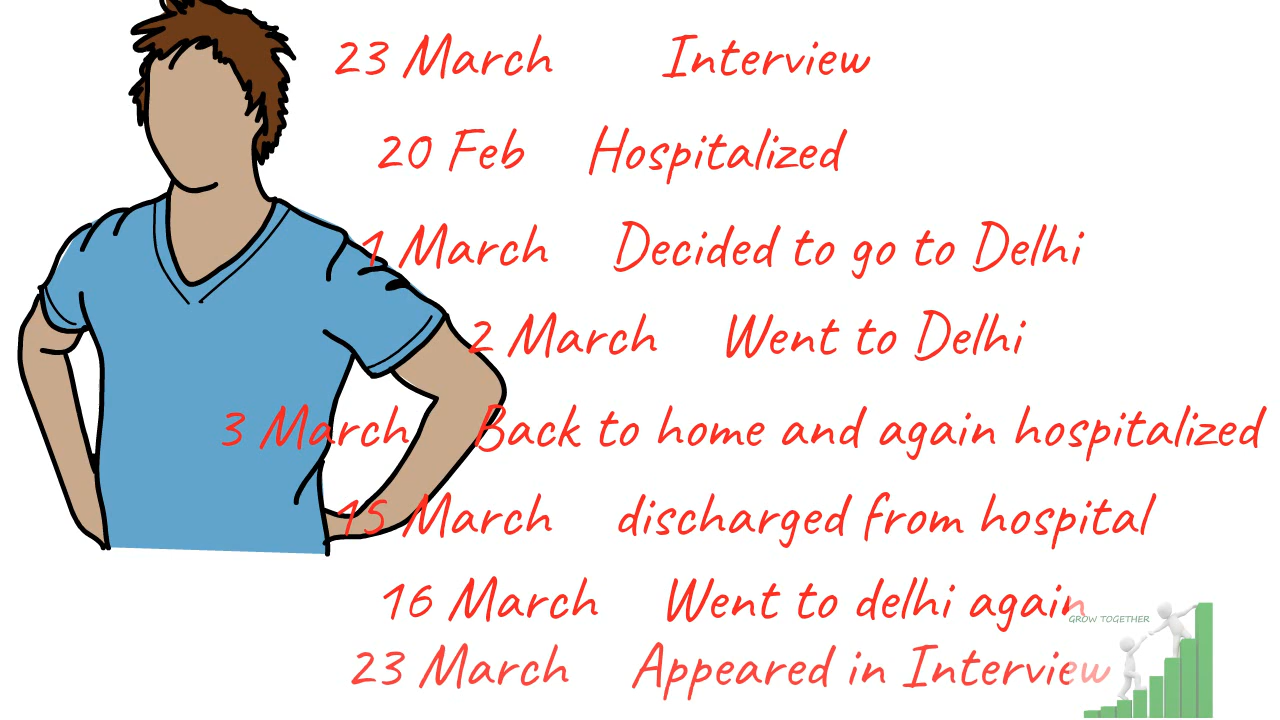 23 March Interview
20 Feb Hospitalized
1 March Decided to go to Delhi
2 March Went to Delhi
3 March Back to home and again hospitalized
15 March discharged from hospital
16 March Went to delhi again
GROW TOGETHER
23 March Appeared in Interview